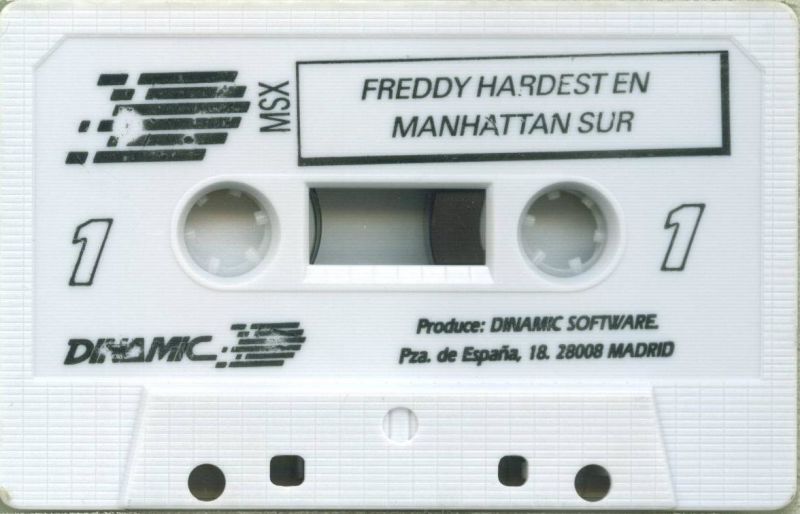 MSX
FREDDY HARDEST EN
MANHATTAN SUR
1
1
DINAMIC
Produce: DINAMIC SOFTWARE.
Pza. de España, 18. 28008 MADRID